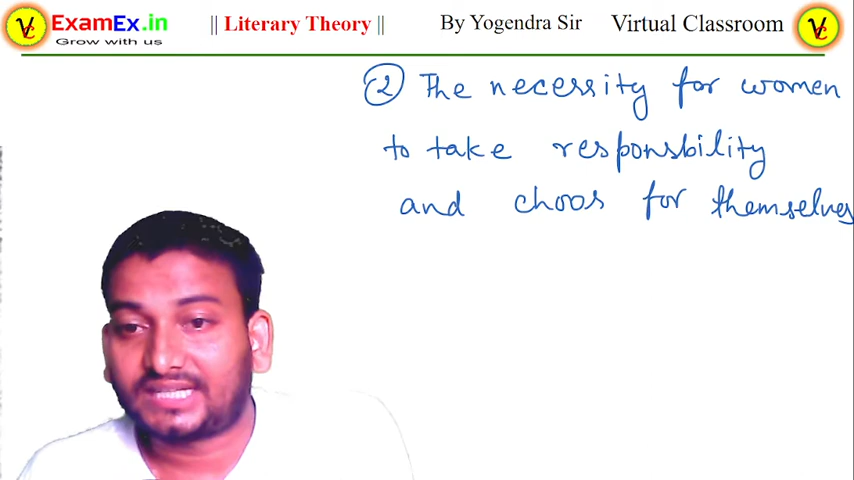 ExamEx.in
Grow with us
|| Literary Theory ||
By Yogendra Sir
Virtual Classroom
② The necessity for women
to take responsbility
and choos for themselves